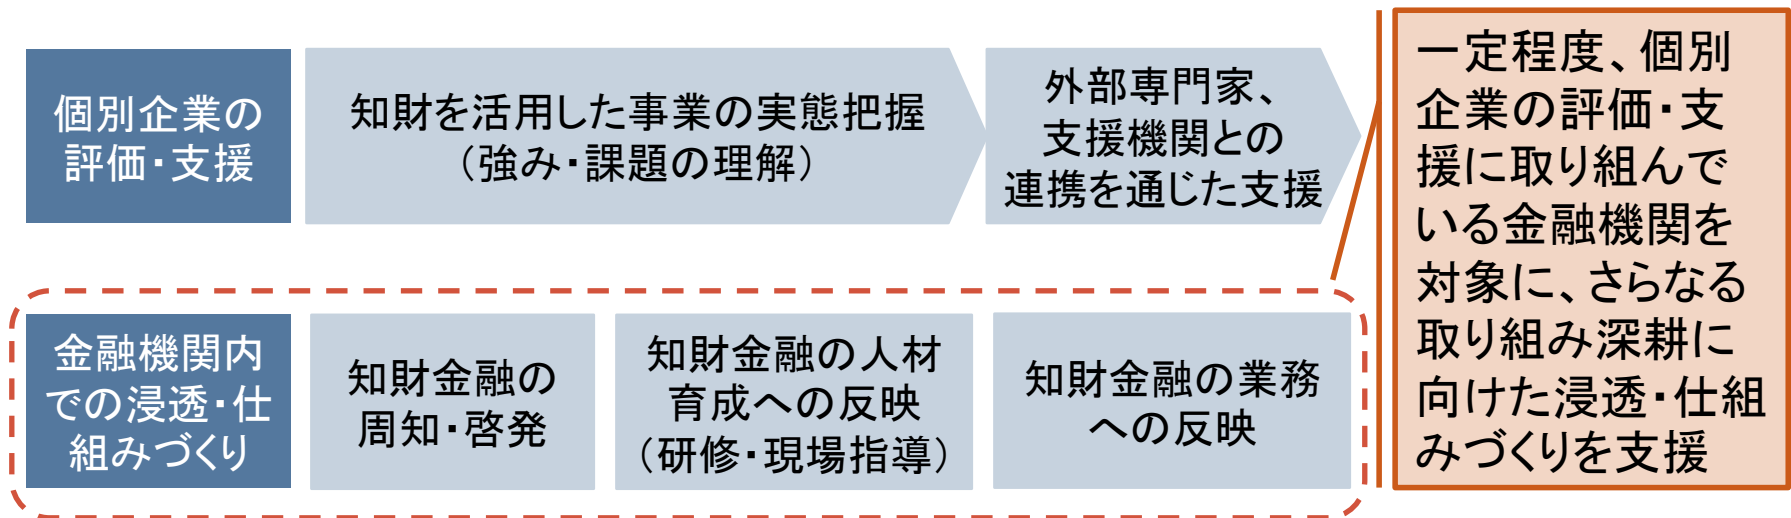 個別企業の
評価・支援
知財を活用した事業の実態把握
（強み・課題の理解）
外部専門家、
支援機関との
連携を通じた支援
金融機関内
での浸透・仕
組みづくり
知財金融の
周知・啓発
知財金融の人材
育成への反映
（研修・現場指導）
知財金融の業務
への反映
一定程度、個別
企業の評価・支
援に取り組んで
いる金融機関を
対象に、さらなる
取り組み深耕に
向けた浸透・仕組
みづくりを支援